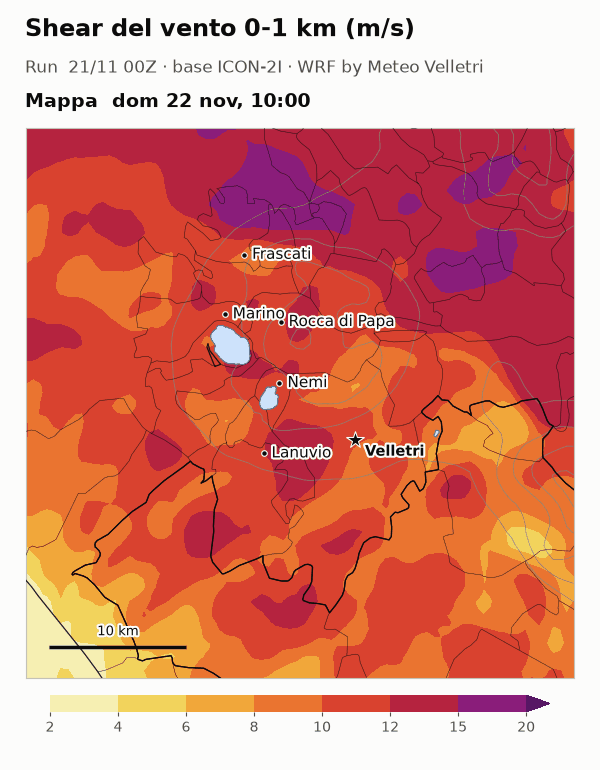 Shear del vento 0-1 km (m/s)
Run  21/11 00Z · base ICON-2I · WRF by Meteo Velletri
Mappa  dom 22 nov, 10:00
Frascati
Marino
Rocca di Papa
Nemi
Velletri
Lanuvio
10 km
2 4 6 8 10 12 15 20